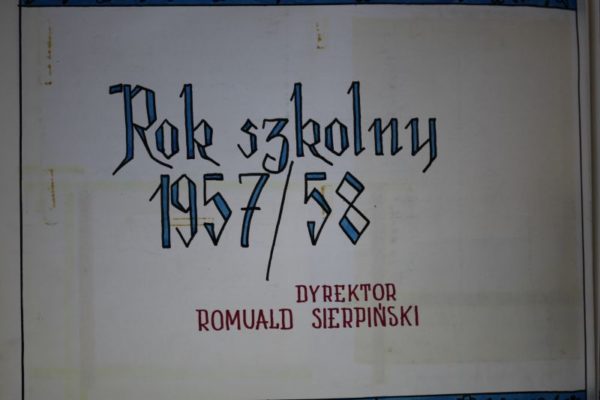 Rok szkolny
1957/58
DYREKTOR
ROMUALD SIERPIŃSKI